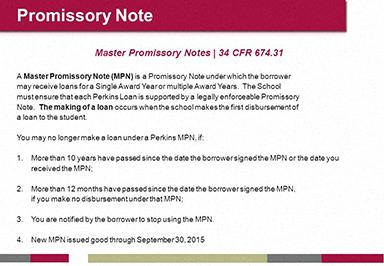 Promissory Note
Master Promissory Notes | 34 CFR 674.31
A Master Promissory Note (MPN) is a Promissory Note under which the borrower
may receive loans for a Single Award Year or multiple Award Years. The School
must ensure that each Perkins Loan is supported by a legally enforceable Promissory
Note. The making of a loan occurs when the school makes the first disbursement of
a loan to the student.
You may no longer make a loan under a Perkins MPN, if:
1. More than 10 years have passed since the date the borrower signed the MPN or the date you
received the MPN;
2. More than 12 months have passed since the date the borrower signed the MPN,
if you make no disbursement under that MPN;
3. You are notified by the borrower to stop using the MPN.
4. New MPN issued good through September 30, 2015